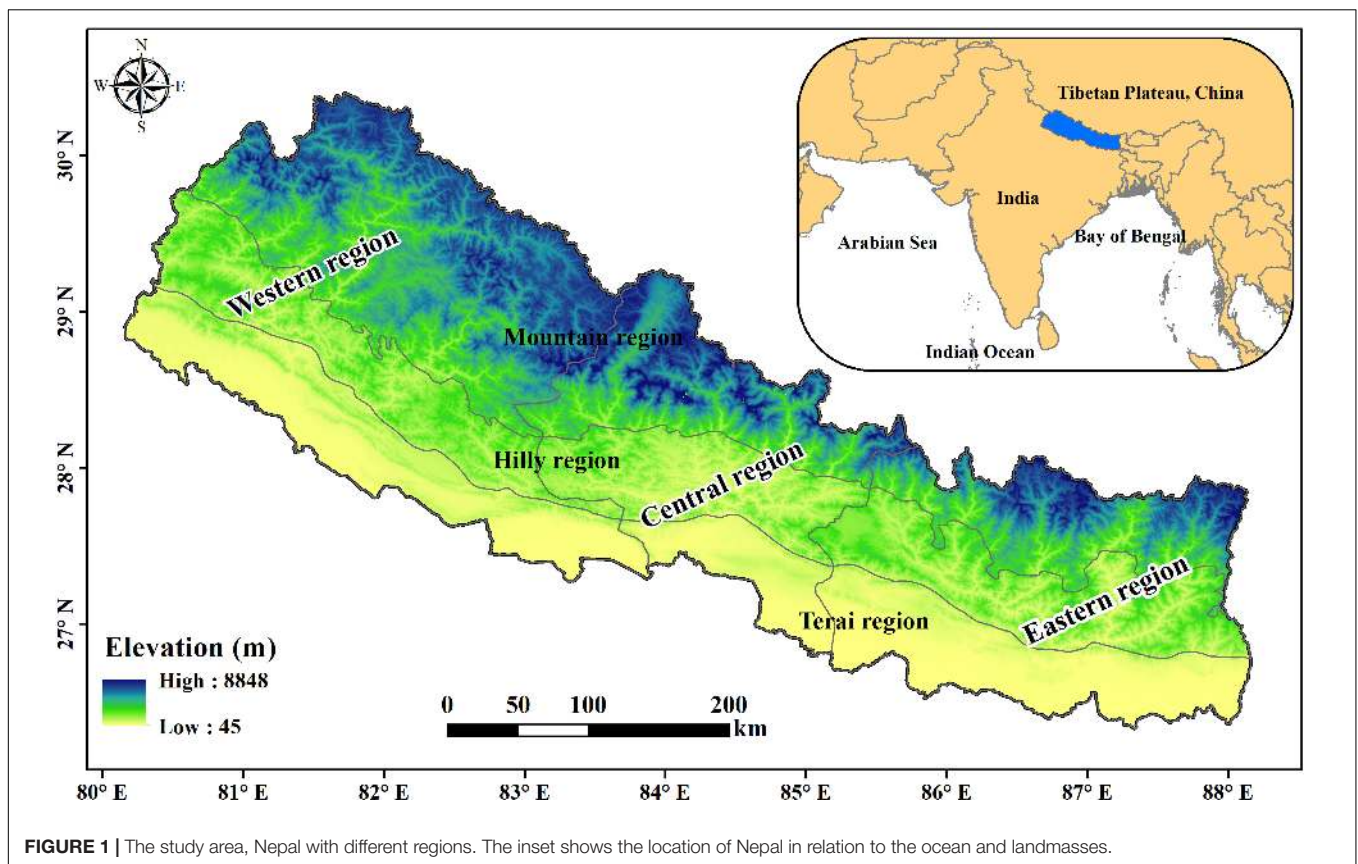 N
W E
S
30° N
29° N
28° N
27° N
Western region
Mountain region
Hilly region
Central region
Terai region
Eastern region
Tibetan Plateau, China
India
Arabian Sea
Bay of Bengal
Indian Ocean
Elevation (m)
High : 8848
Low : 45
0 50 100 200
km
80° E 81° E 82° E 83° E 84° E 85° E 86° E 87° E 88° E
FIGURE 1 | The study area, Nepal with different regions. The inset shows the location of Nepal in relation to the ocean and landmasses.